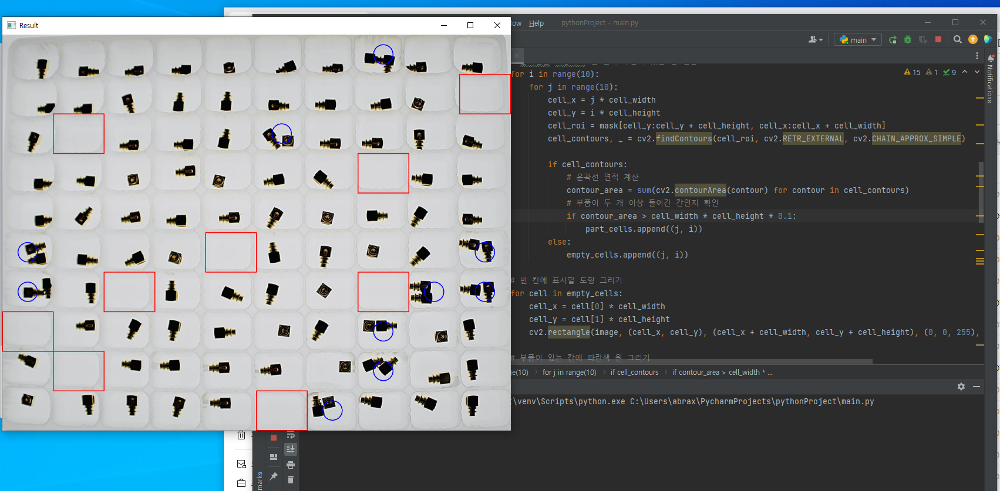 Result
Help
pythonProject - main.py
main
for i in range(10):
15 1 9
for j in range(10):
cell_x = j * cell_width
cell_y = i * cell_height
cell_roi = mask[cell_y:cell_y + cell_height, cell_x:cell_x + cell_width]
cell_contours, _ = cv2.findContours(cell_roi, cv2.RETR_EXTERNAL, cv2.CHAIN_APPROX_SIMPLE)
if cell_contours:
# 윤곽선 면적 계산
contour_area = sum(cv2.contourArea(contour) for contour in cell_contours)
# 부품이 두 개 이상 들어간 칸인지 확인
if contour_area > cell_width * cell_height * 0.1:
part_cells.append((j, i))
else:
empty_cells.append((j, i))
# 빈 칸에 표시할 도형 그리기
for cell in empty_cells:
cell_x = cell[0] * cell_width
cell_y = cell[1] * cell_height
cv2.rectangle(image, (cell_x, cell_y), (cell_x + cell_width, cell_y + cell_height), (0, 0, 255),
# 부품이 있는 칸에 파란색 원 그리기
ge(10) › for j in range(10) › if cell_contours › if contour_area > cell_width * ...
t\venv\Scripts\python.exe C:\Users\abrax\PycharmProjects\pythonProject\main.py
Notifications
marks